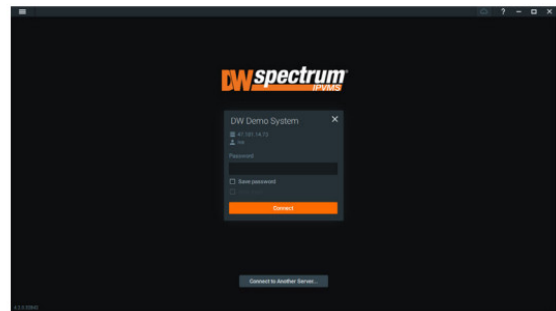 ?
DW spectrum
IPVMS
DW Demo System
Password
Save password
Connect
Connect to Another Server...